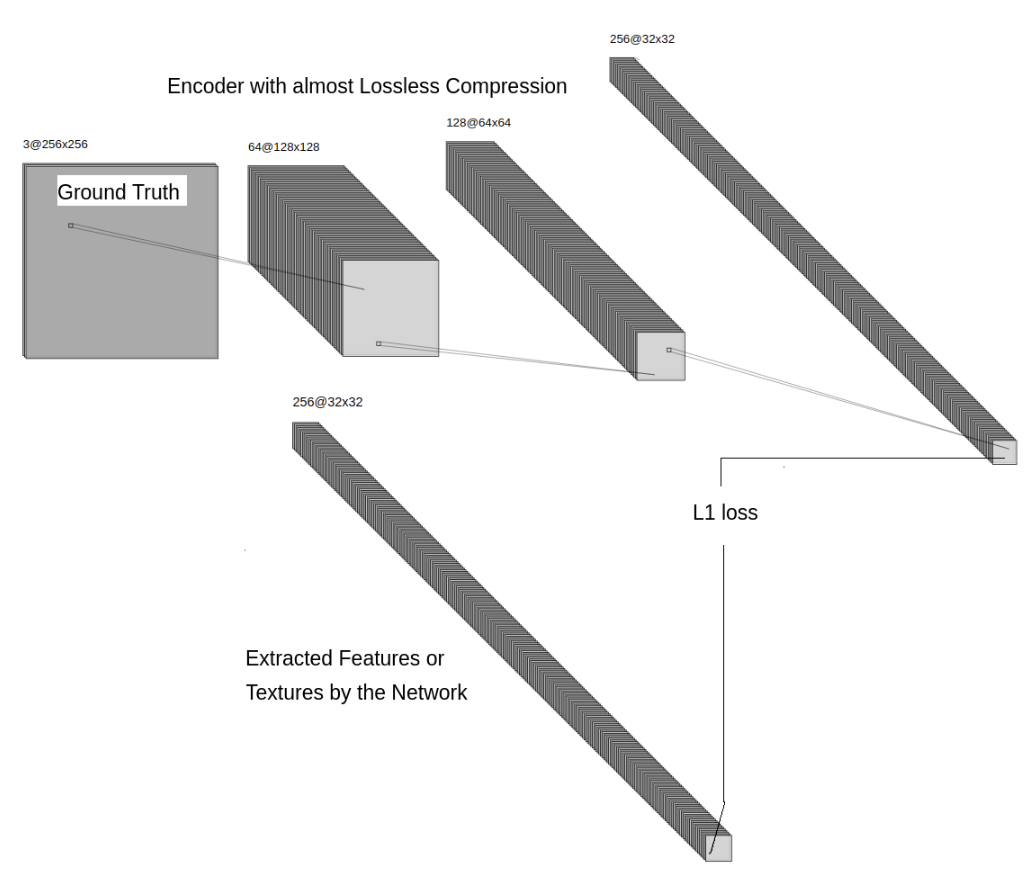 256@32x32
Encoder with almost Lossless Compression
128@64x64
3@256x256
64@128x128
Ground Truth
256@32x32
L1 loss
Extracted Features or
Textures by the Network